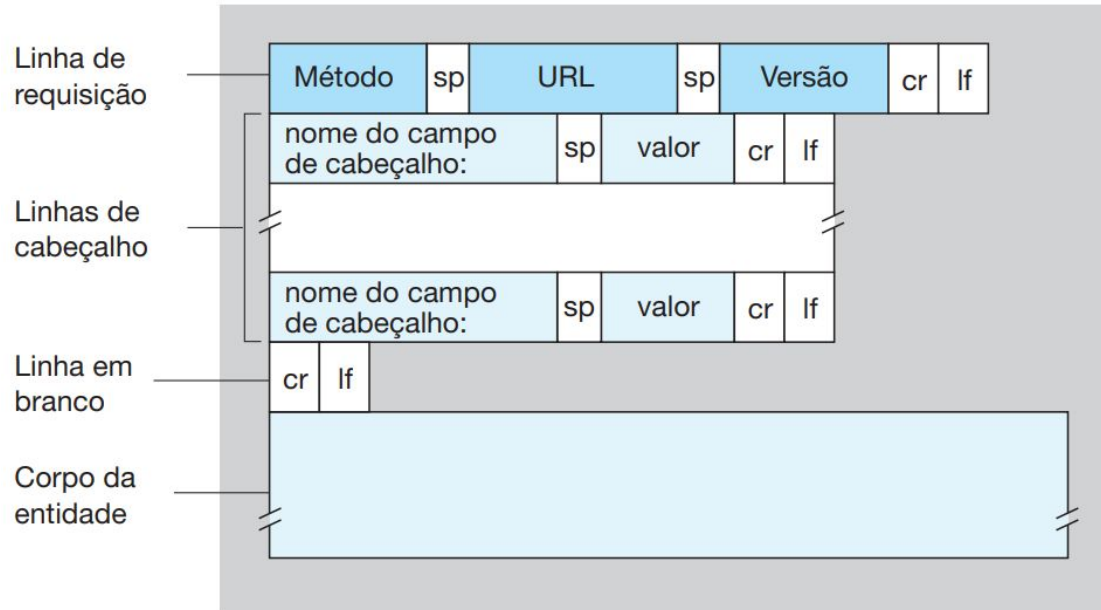 Linha de
requisição
Método sp URL sp Versão cr lf
nome do campo
de cabeçalho: sp valor cr lf
Linhas de
cabeçalho
nome do campo
de cabeçalho: sp valor cr lf
Linha em
branco
cr lf
Corpo da
entidade